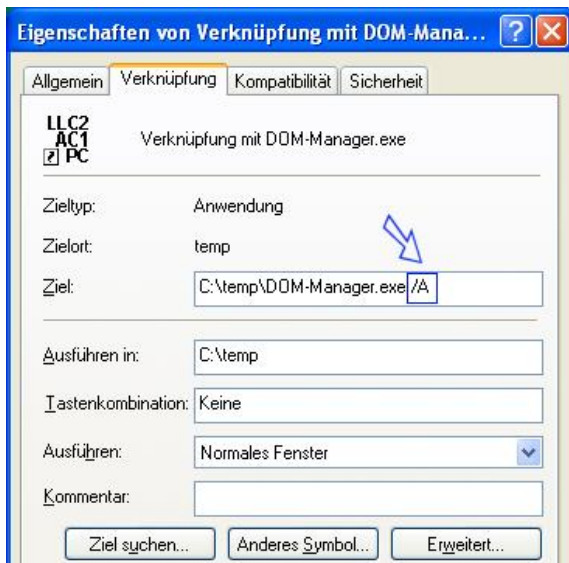 Eigenschaften von Verknüpfung mit DOM-Mana...
Allgemein Verknüpfung Kompatibilität Sicherheit
LLC2
AC1
PC
Verknüpfung mit DOM-Manager.exe
Zieltyp: Anwendung
Zielort: temp
Ziel: C:\temp\DOM-Manager.exe /A
Ausführen in: C:\temp
Tastenkombination: Keine
Ausführen: Normales Fenster
Kommentar:
Ziel suchen... Anderes Symbol... Erweitert...